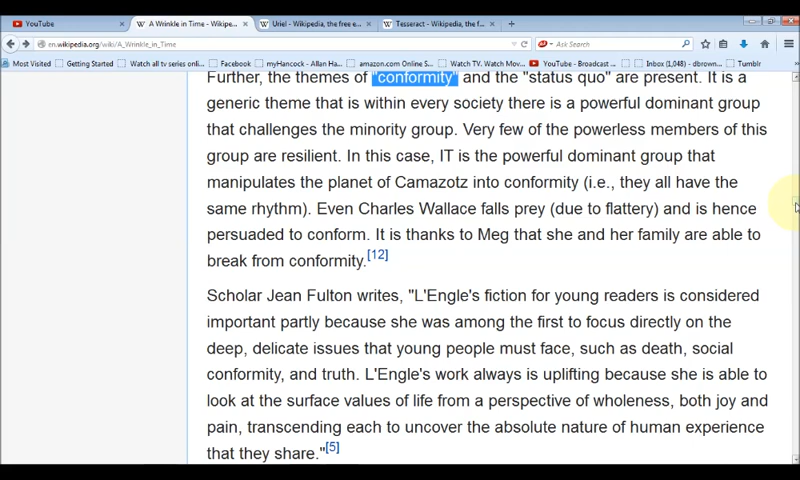 YouTube
A Wrinkle in Time - Wikipe...
Uriel - Wikipedia, the free e...
Tesseract - Wikipedia, the f...
en.wikipedia.org/wiki/A_Wrinkle_in_Time
Ask Search
Most Visited
Getting Started
Watch all tv series onli...
Facebook
myHancock - Allan Ha...
amazon.com Online S...
Watch TV. Watch Mov...
YouTube - Broadcast ...
Inbox (1,048) - dbrown...
Tumblr
Further, the themes of "conformity" and the "status quo" are present. It is a
generic theme that is within every society there is a powerful dominant group
that challenges the minority group. Very few of the powerless members of this
group are resilient. In this case, IT is the powerful dominant group that
manipulates the planet of Camazotz into conformity (i.e., they all have the
same rhythm). Even Charles Wallace falls prey (due to flattery) and is hence
persuaded to conform. It is thanks to Meg that she and her family are able to
break from conformity.[12]
Scholar Jean Fulton writes, "L'Engle's fiction for young readers is considered
important partly because she was among the first to focus directly on the
deep, delicate issues that young people must face, such as death, social
conformity, and truth. L'Engle's work always is uplifting because she is able to
look at the surface values of life from a perspective of wholeness, both joy and
pain, transcending each to uncover the absolute nature of human experience
that they share."[5]